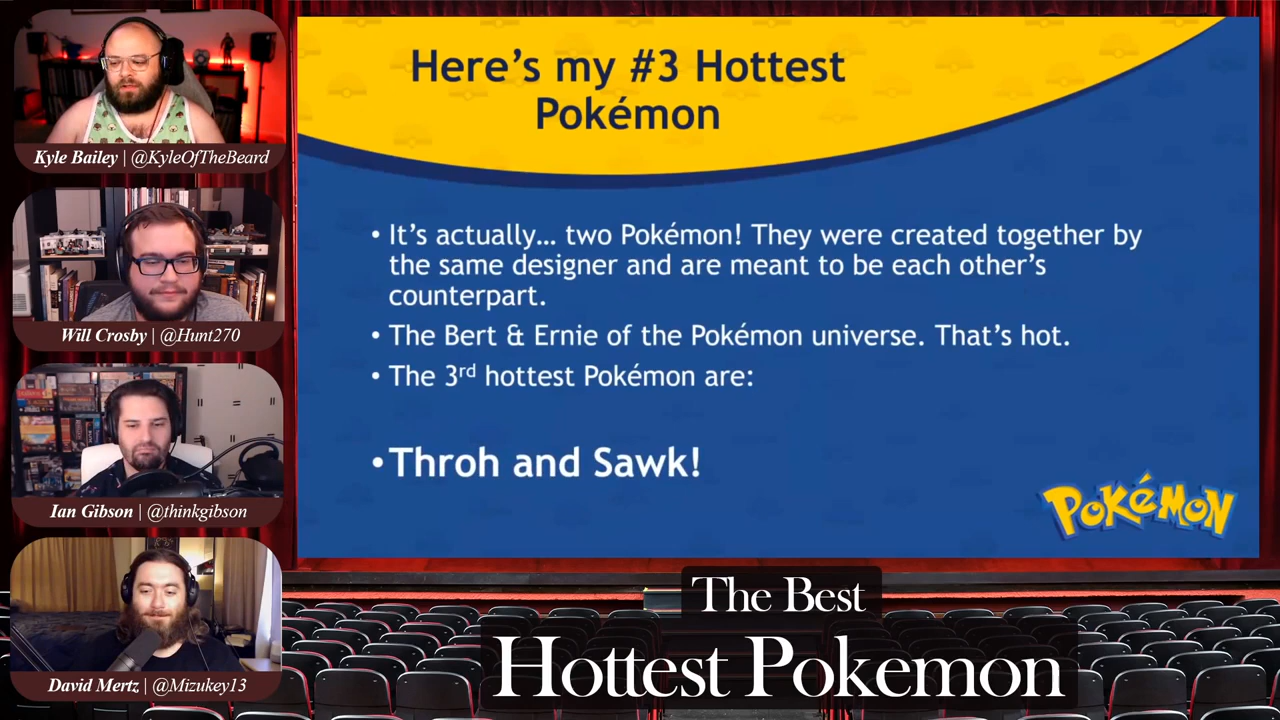 Kyle Bailey | @KyleOfTheBeard
Will Crosby | @Hunt270
Ian Gibson | @thinkgibson
David Mertz | @Mizukey13
Here's my #3 Hottest
Pokémon
• It's actually... two Pokémon! They were created together by
the same designer and are meant to be each other's
counterpart.
• The Bert & Ernie of the Pokémon universe. That's hot.
• The 3rd hottest Pokémon are:
• Throh and Sawk!
POKéMON
The Best
Hottest Pokemon